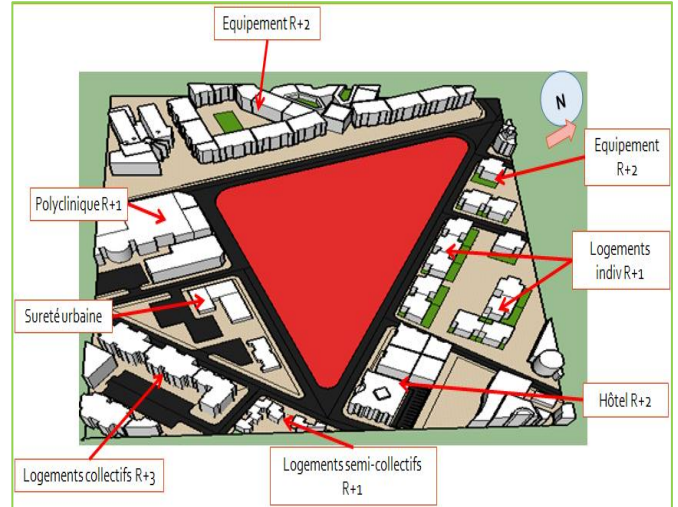 Equipement R+2
N
Equipement
R+2
Polyclinique R+1
Logements
indiv R+1
Sureté urbaine
Hôtel R+2
Logements collectifs R+3
Logements semi-collectifs
R+1